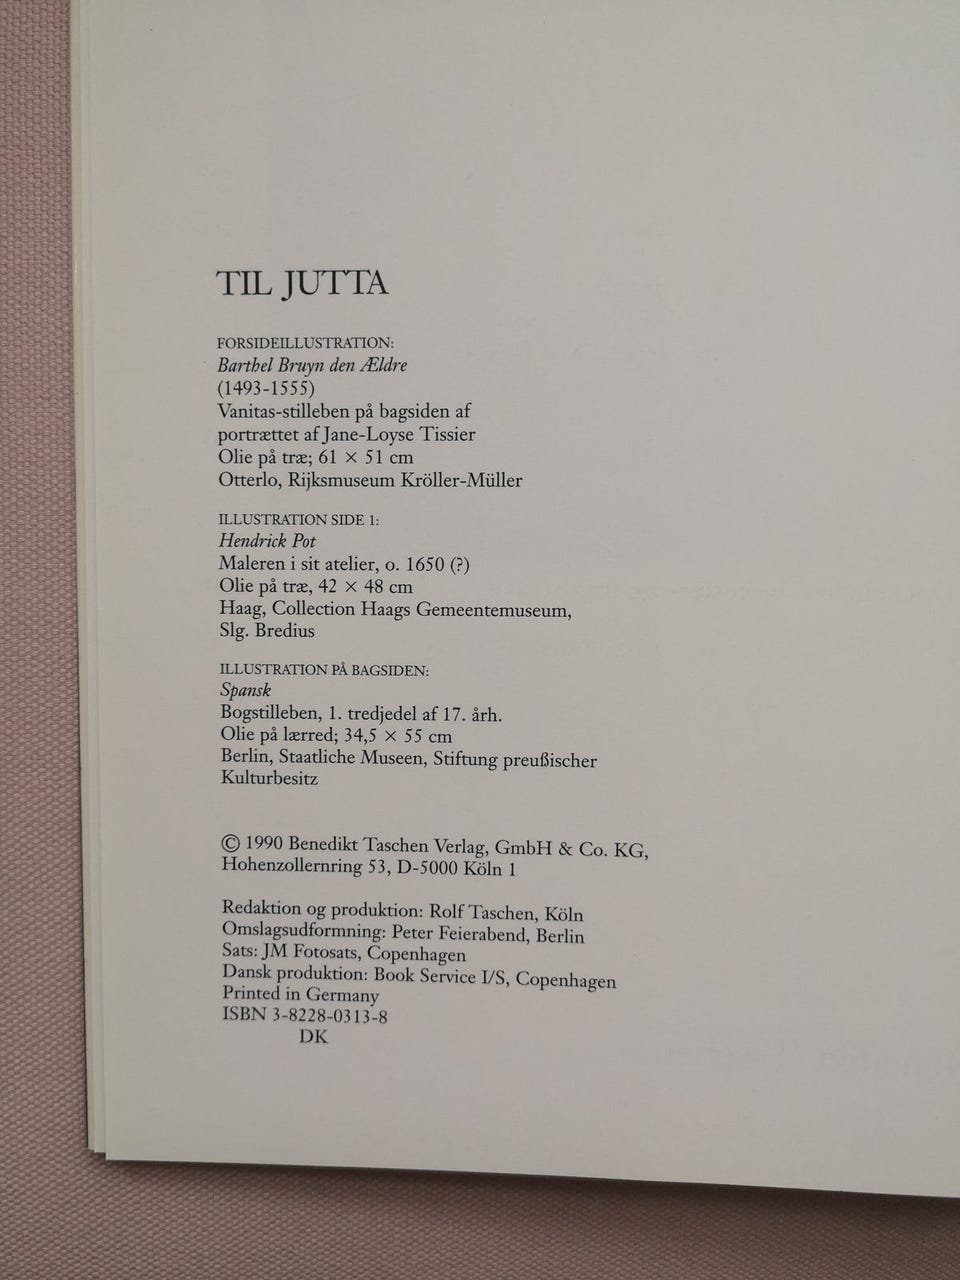 TIL JUTTA
FORSIDEILLUSTRATION:
Barthel Bruyn den Ældre
(1493-1555)
Vanitas-stilleben på bagsiden af
portrættet af Jane-Loyse Tissier
Olie på træ; 61 × 51 cm
Otterlo, Rijksmuseum Kröller-Müller
ILLUSTRATION SIDE 1:
Hendrick Pot
Maleren i sit atelier, o. 1650 (?)
Olie på træ, 42 × 48 cm
Haag, Collection Haags Gemeentemuseum,
Slg. Bredius
ILLUSTRATION PÅ BAGSIDEN:
Spansk
Bogstilleben, 1. tredjedel af 17. årh.
Olie på lærred; 34,5 × 55 cm
Berlin, Staatliche Museen, Stiftung preußischer
Kulturbesitz
© 1990 Benedikt Taschen Verlag, GmbH & Co. KG,
Hohenzollernring 53, D-5000 Köln 1
Redaktion og produktion: Rolf Taschen, Köln
Omslagsudformning: Peter Feierabend, Berlin
Sats: JM Fotosats, Copenhagen
Dansk produktion: Book Service I/S, Copenhagen
Printed in Germany
ISBN 3-8228-0313-8
DK